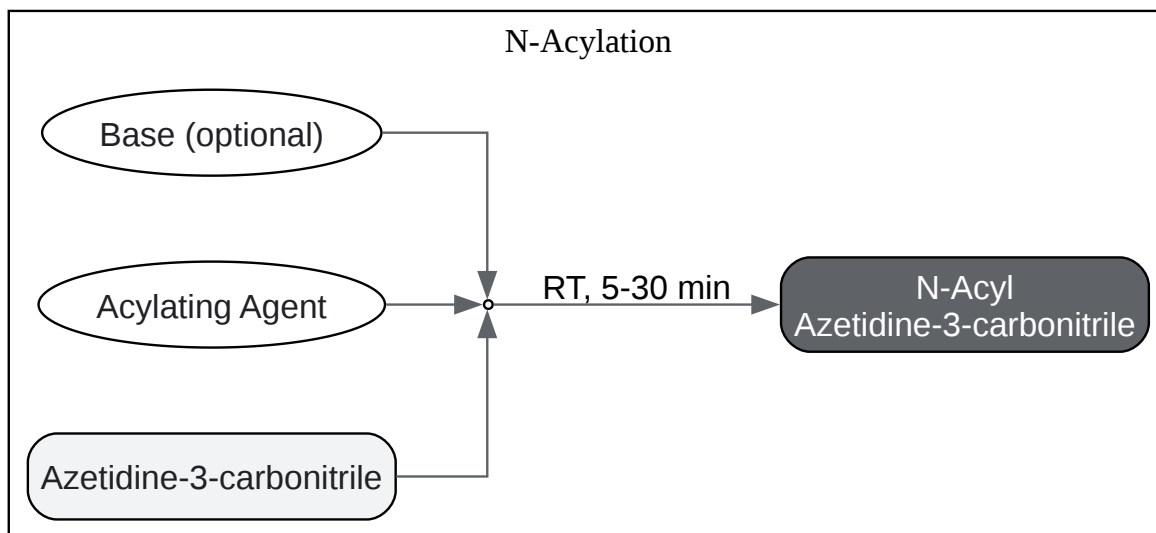 N-Acylation
Base (optional)
Acylating Agent
RT, 5-30 min
N-Acyl
Azetidine-3-carbonitrile
Azetidine-3-carbonitrile